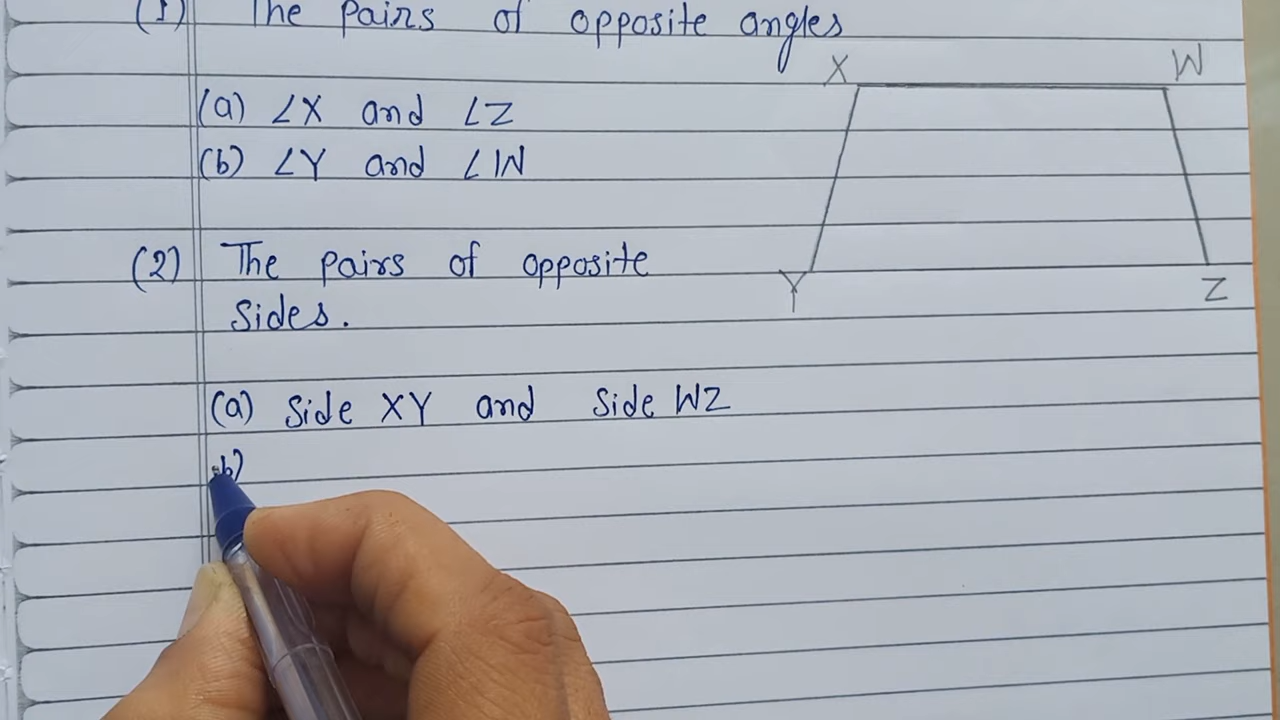 (1) The pairs of opposite angles
X W
(a) ∠X and ∠Z
(b) ∠Y and ∠W
(2) The pairs of opposite
Y Z
Sides.
(a) Side XY and Side WZ
(b)